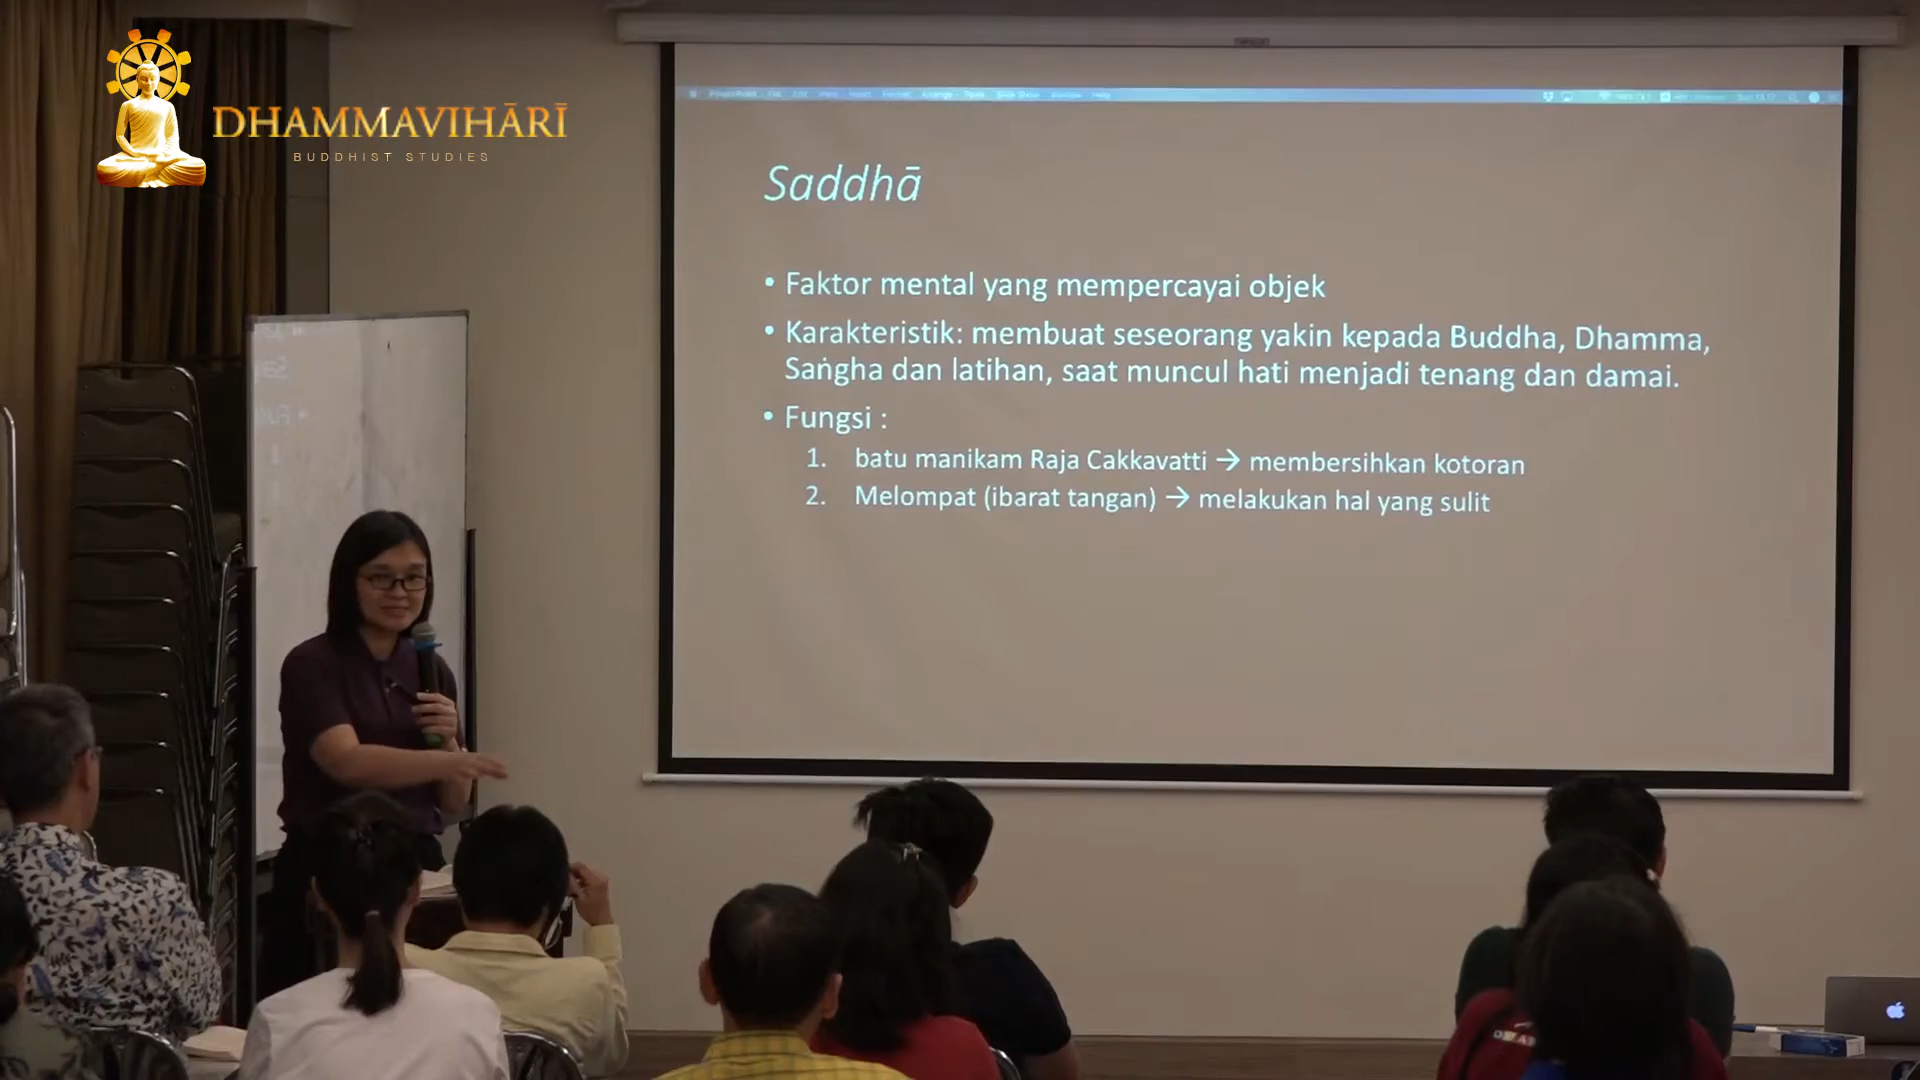 DHAMMAVIHĀRĪ
BUDDHIST STUDIES
Saddhā
• Faktor mental yang mempercayai objek
• Karakteristik: membuat seseorang yakin kepada Buddha, Dhamma,
Saṅgha dan latihan, saat muncul hati menjadi tenang dan damai.
• Fungsi :
1. batu manikam Raja Cakkavatti → membersihkan kotoran
2. Melompat (ibarat tangan) → melakukan hal yang sulit